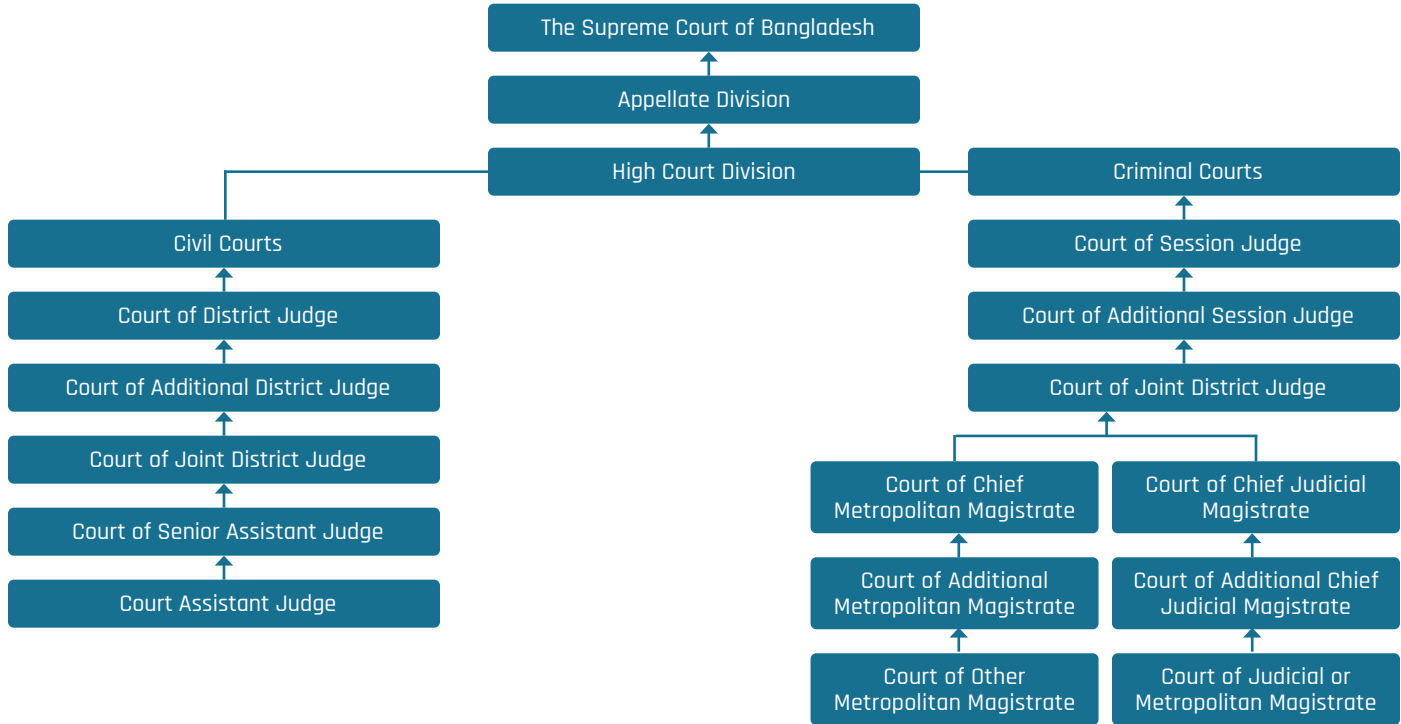 The Supreme Court of Bangladesh
Appellate Division
High Court Division
Civil Courts
Court of District Judge
Court of Additional District Judge
Court of Joint District Judge
Court of Senior Assistant Judge
Court Assistant Judge
Criminal Courts
Court of Session Judge
Court of Additional Session Judge
Court of Joint District Judge
Court of Chief
Metropolitan Magistrate
Court of Additional
Metropolitan Magistrate
Court of Other
Metropolitan Magistrate
Court of Chief Judicial
Magistrate
Court of Additional Chief
Judicial Magistrate
Court of Judicial or
Metropolitan Magistrate